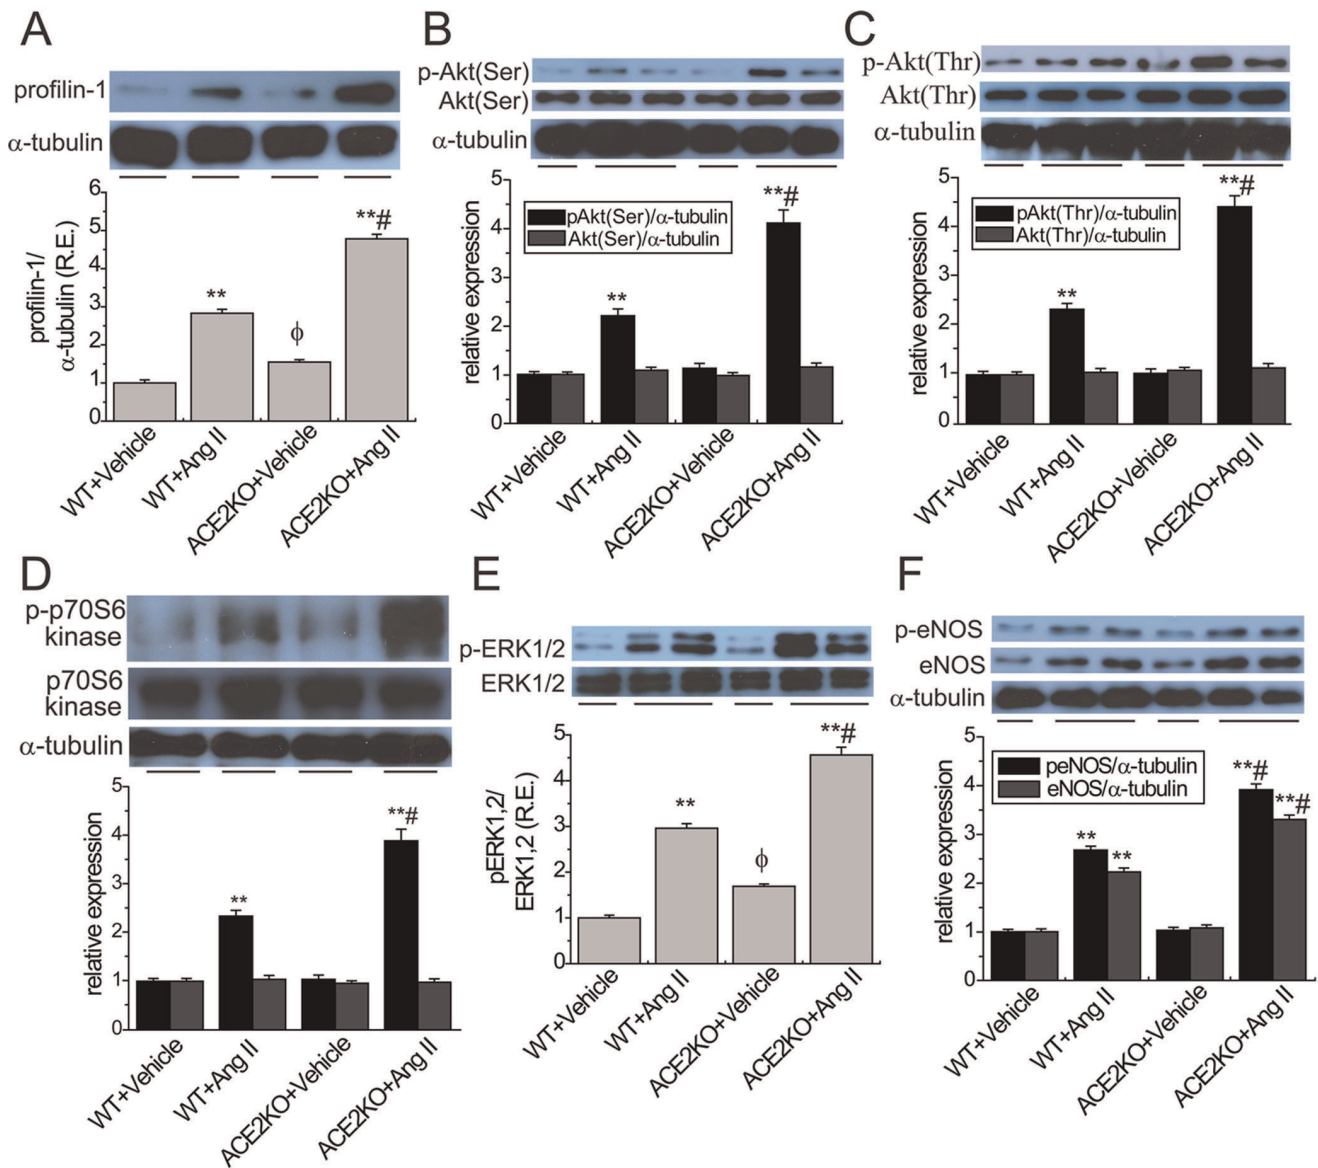 A
profilin-1
α-tubulin
profilin-1/
α-tubulin (R.E.)
6
5
4
3
2
1
0
**
ϕ
**#
WT+Vehicle
WT+Ang II
ACE2KO+Vehicle
ACE2KO+Ang II
B
p-Akt(Ser)
Akt(Ser)
α-tubulin
relative expression
5
4
3
2
1
0
pAkt(Ser)/α-tubulin
Akt(Ser)/α-tubulin
**
**#
WT+Vehicle
WT+Ang II
ACE2KO+Vehicle
ACE2KO+Ang II
C
p-Akt(Thr)
Akt(Thr)
α-tubulin
relative expression
5
4
3
2
1
0
pAkt(Thr)/α-tubulin
Akt(Thr)/α-tubulin
**
**#
WT+Vehicle
WT+Ang II
ACE2KO+Vehicle
ACE2KO+Ang II
D
p-p70S6
kinase
p70S6
kinase
α-tubulin
relative expression
5
4
3
2
1
0
**
**#
WT+Vehicle
WT+Ang II
ACE2KO+Vehicle
ACE2KO+Ang II
E
p-ERK1/2
ERK1/2
pERK1,2/
ERK1,2 (R.E.)
5
4
3
2
1
0
**
ϕ
**#
WT+Vehicle
WT+Ang II
ACE2KO+Vehicle
ACE2KO+Ang II
F
p-eNOS
eNOS
α-tubulin
relative expression
5
4
3
2
1
0
peNOS/α-tubulin
eNOS/α-tubulin
**
**
**#
**#
WT+Vehicle
WT+Ang II
ACE2KO+Vehicle
ACE2KO+Ang II